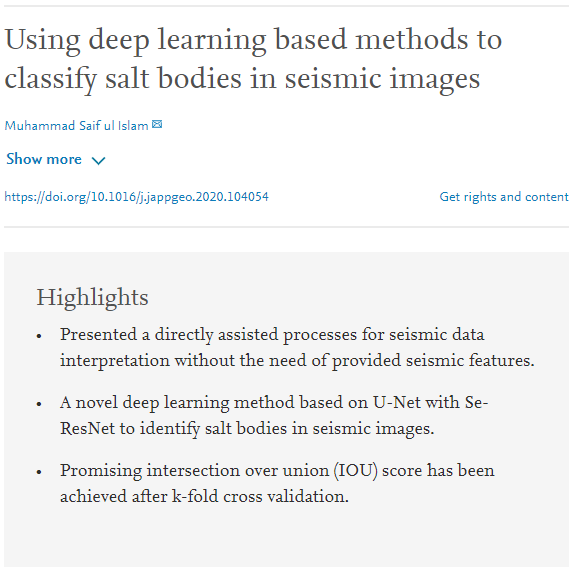 Using deep learning based methods to
classify salt bodies in seismic images
Muhammad Saif ul Islam
Show more
https://doi.org/10.1016/j.jappgeo.2020.104054
Get rights and content
Highlights
• Presented a directly assisted processes for seismic data
interpretation without the need of provided seismic features.
• A novel deep learning method based on U-Net with Se-
ResNet to identify salt bodies in seismic images.
• Promising intersection over union (IOU) score has been
achieved after k-fold cross validation.